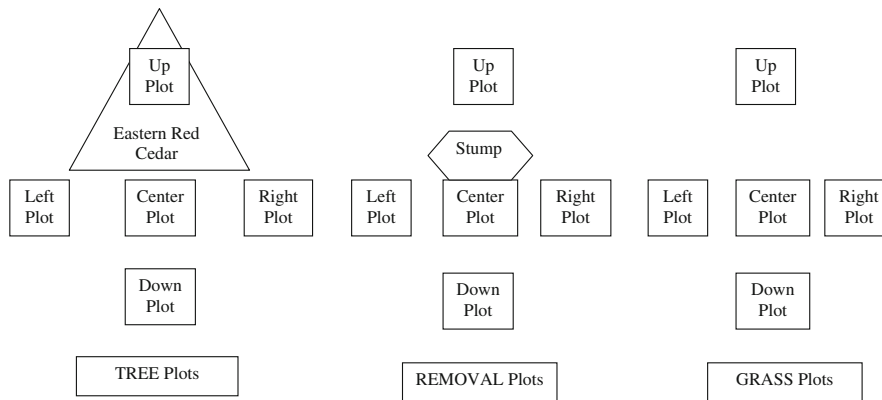 Up
Plot
Eastern Red
Cedar
Left
Plot
Center
Plot
Right
Plot
Down
Plot
TREE Plots
Up
Plot
Stump
Left
Plot
Center
Plot
Right
Plot
Down
Plot
REMOVAL Plots
Up
Plot
Left
Plot
Center
Plot
Right
Plot
Down
Plot
GRASS Plots